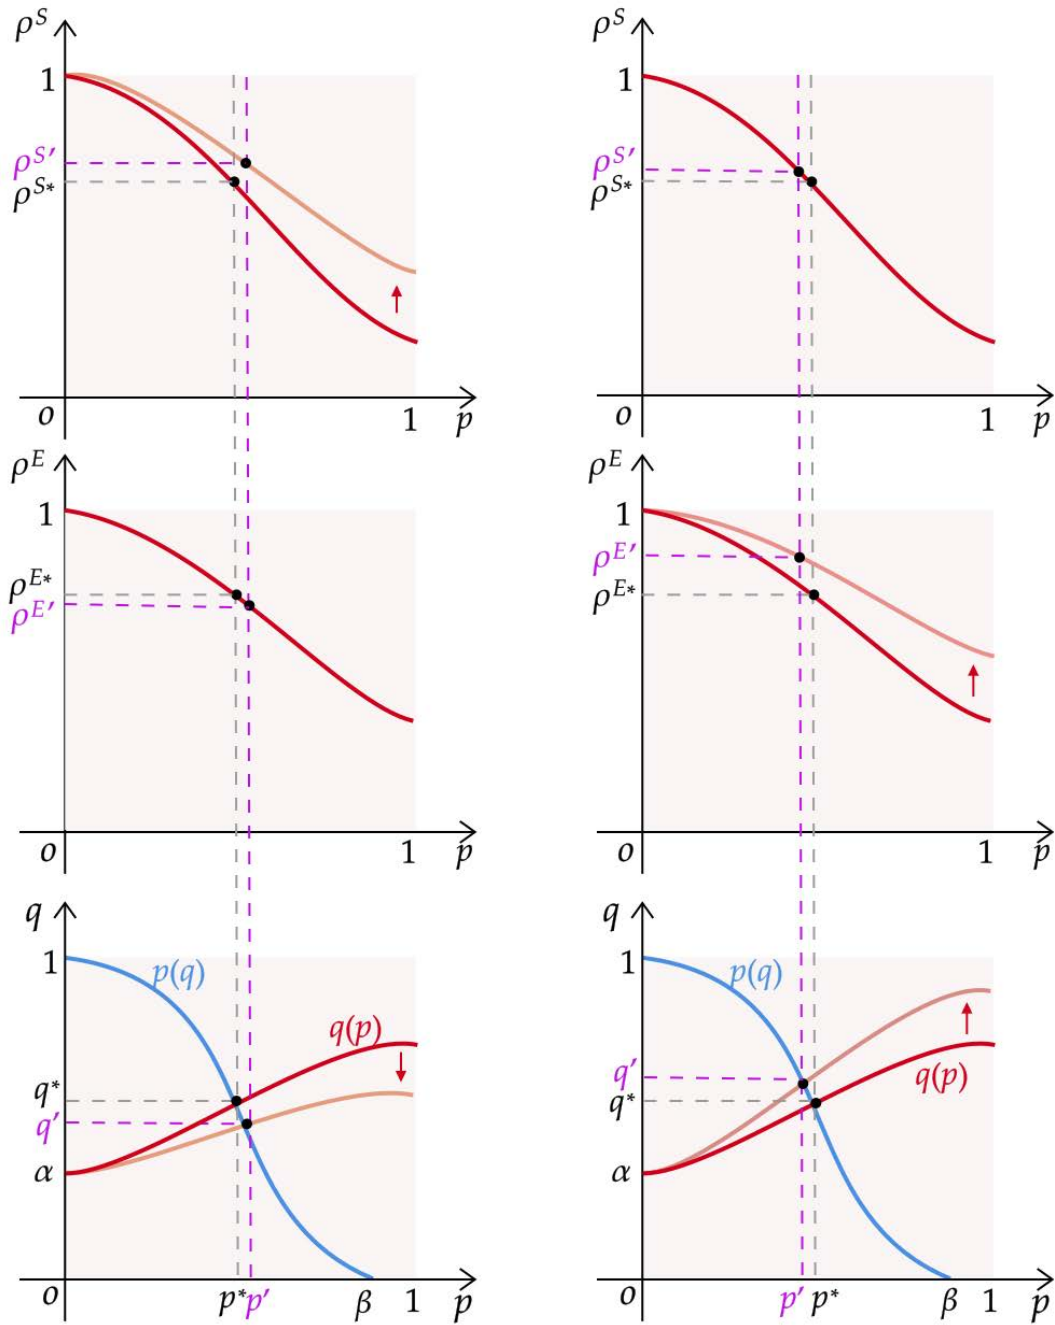 ρ^S
1
ρ^S′
ρ^S*
o
1
p
ρ^E
1
ρ^E*
ρ^E′
o
1
p
q
1
p(q)
q(p)
q*
q′
α
o
p*
p′
β
1
p
ρ^S
1
ρ^S′
ρ^S*
o
1
p
ρ^E
1
ρ^E′
ρ^E*
o
1
p
q
1
p(q)
q′
q(p)
q*
α
o
p′
p*
β
1
p